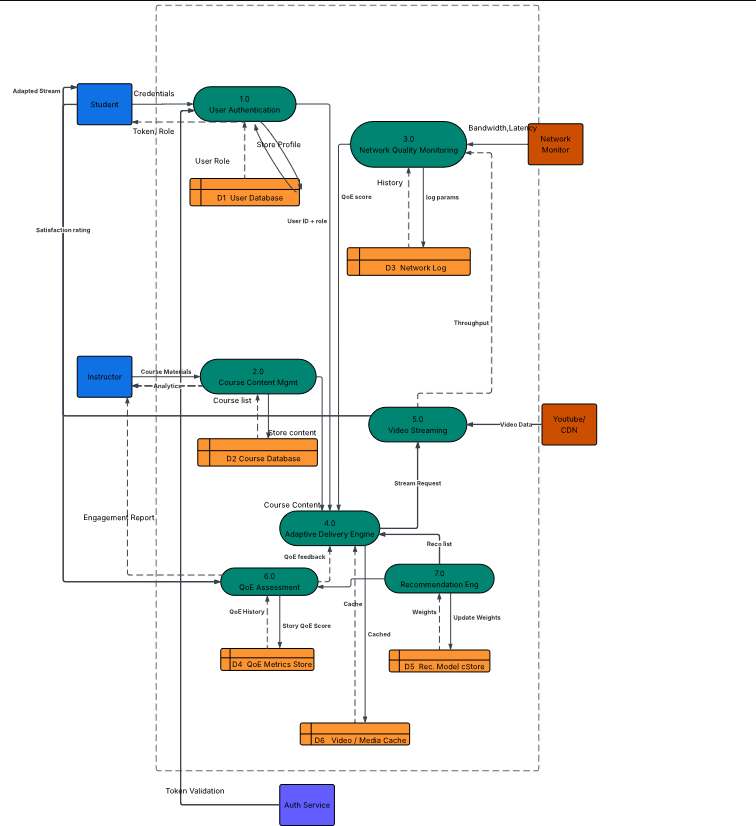 Adapted Stream
Student
Credentials
1.0
User Authentication
Token, Role
Store Profile
User Role
D1 User Database
3.0
Network Quality Monitoring
Bandwidth,Latency
Network
Monitor
History
QoE score
log params
User ID + role
Satisfaction rating
D3 Network Log
Throughput
Instructor
Course Materials
Analytics
2.0
Course Content Mgmt
Course list
Store content
D2 Course Database
5.0
Video Streaming
Video Data
Youtube/
CDN
Stream Request
Course Content
4.0
Adaptive Delivery Engine
Engagement Report
Reco list
QoE feedback
6.0
QoE Assessment
7.0
Recommendation Eng
QoE History
Story QoE Score
Cache
Cached
Weights
Update Weights
D4 QoE Metrics Store
D5 Rec. Model cStore
D6 Video / Media Cache
Token Validation
Auth Service